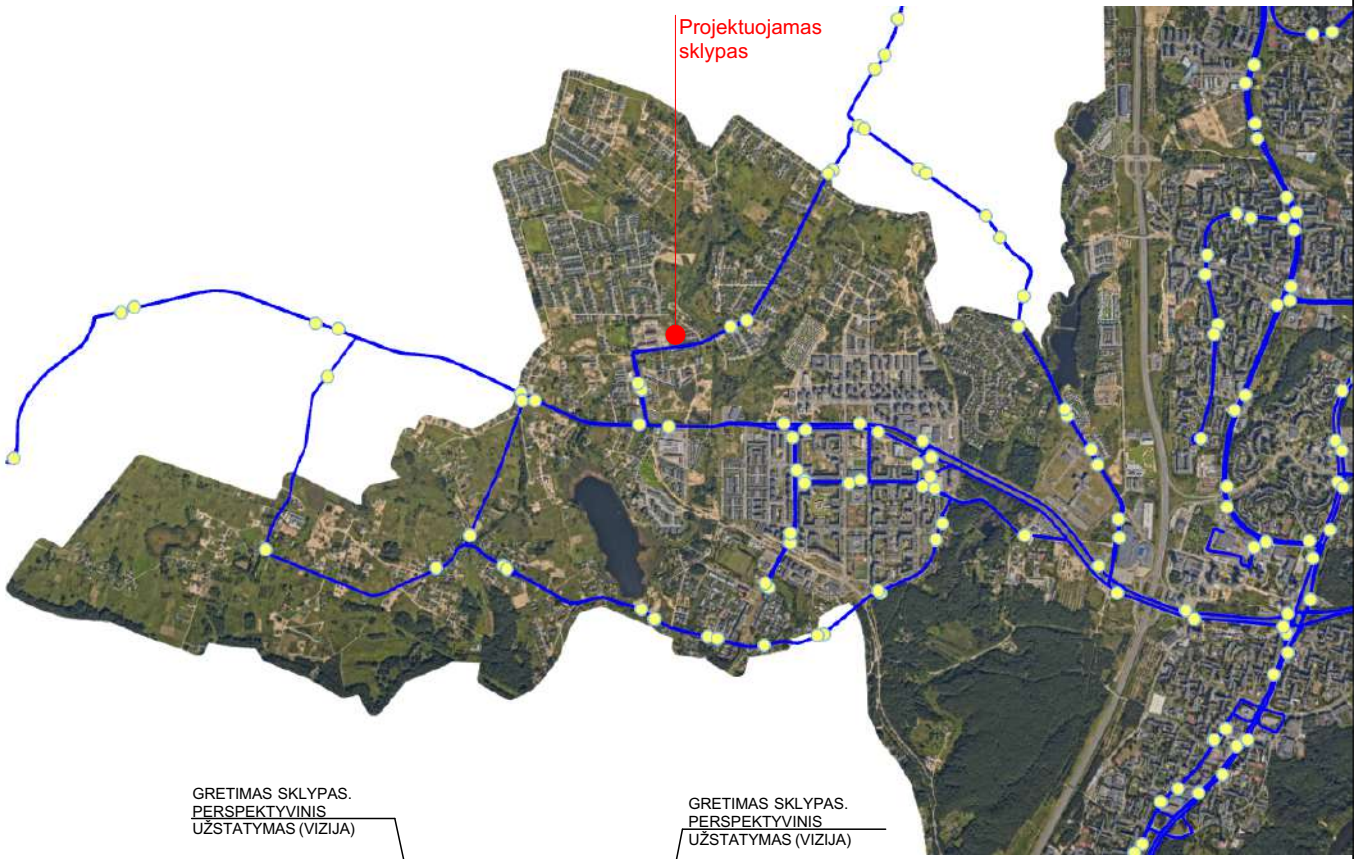 Projektuojamas
sklypas
GRETIMAS SKLYPAS.
PERSPEKTYVINIS
UŽSTATYMAS (VIZIJA)
GRETIMAS SKLYPAS.
PERSPEKTYVINIS
UŽSTATYMAS (VIZIJA)